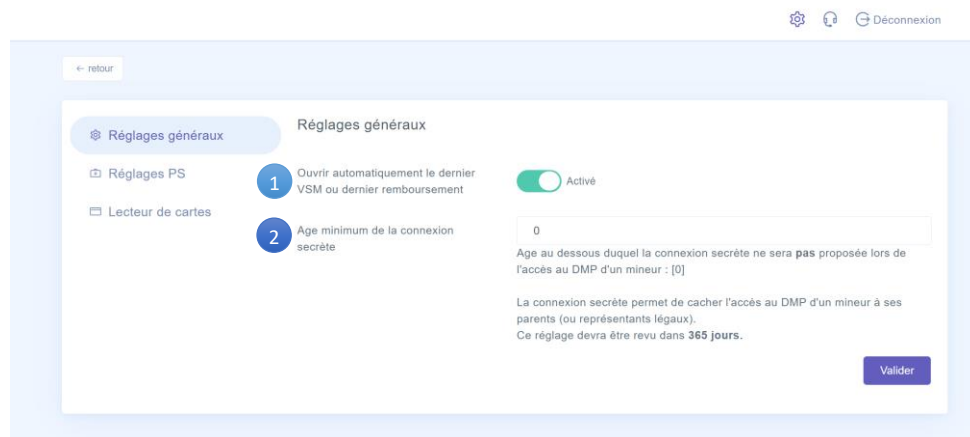 Déconnexion
← retour
Réglages généraux
Réglages généraux
Réglages PS
Lecteur de cartes
1
Ouvrir automatiquement le dernier
VSM ou dernier remboursement
Activé
2
Age minimum de la connexion
secrète
0
Age au dessous duquel la connexion secrète ne sera pas proposée lors de
l'accès au DMP d'un mineur : [0]
La connexion secrète permet de cacher l'accès au DMP d'un mineur à ses
parents (ou représentants légaux).
Ce réglage devra être revu dans 365 jours.
Valider